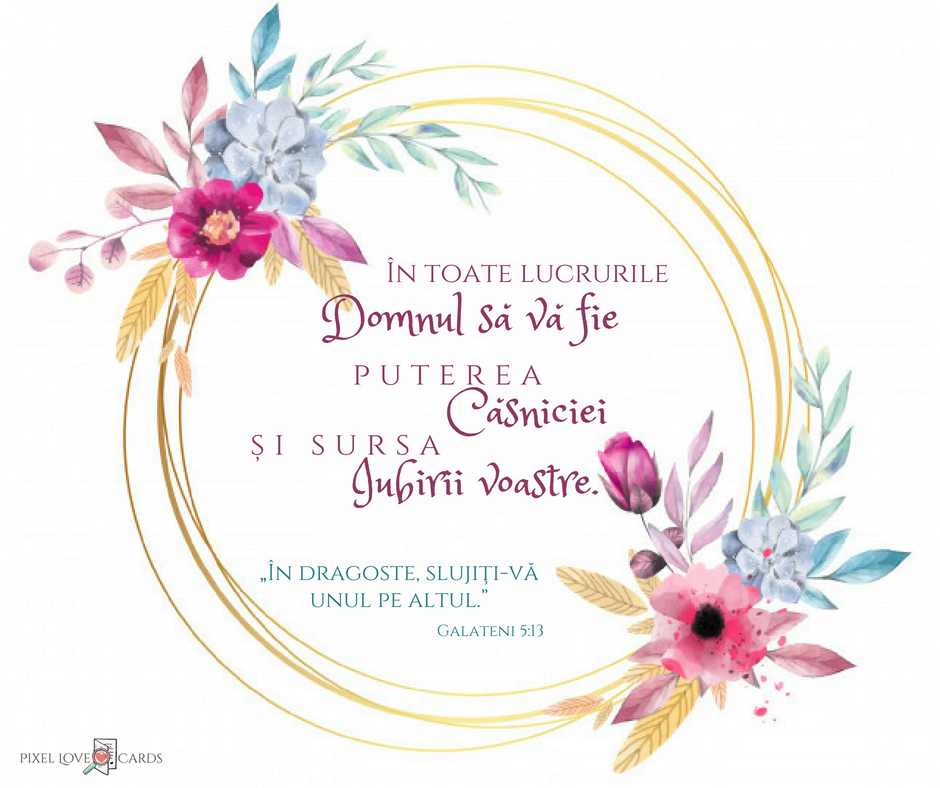 ÎN TOATE LUCRURILE
Domnul să vă fie
PUTEREA
Căsniciei
ȘI SURSA
Iubirii voastre.
„ÎN DRAGOSTE, SLUJIŢI-VĂ
UNUL PE ALTUL.”
GALATENI 5:13
PIXEL LOVE CARDS